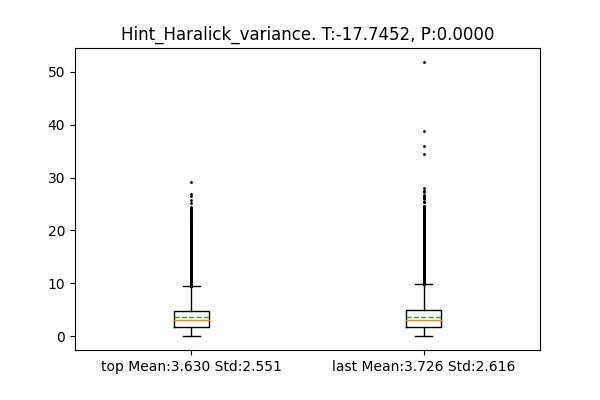 Hint_Haralick_variance. T:-17.7452, P:0.0000
50
40
30
20
10
0
top Mean:3.630 Std:2.551
last Mean:3.726 Std:2.616